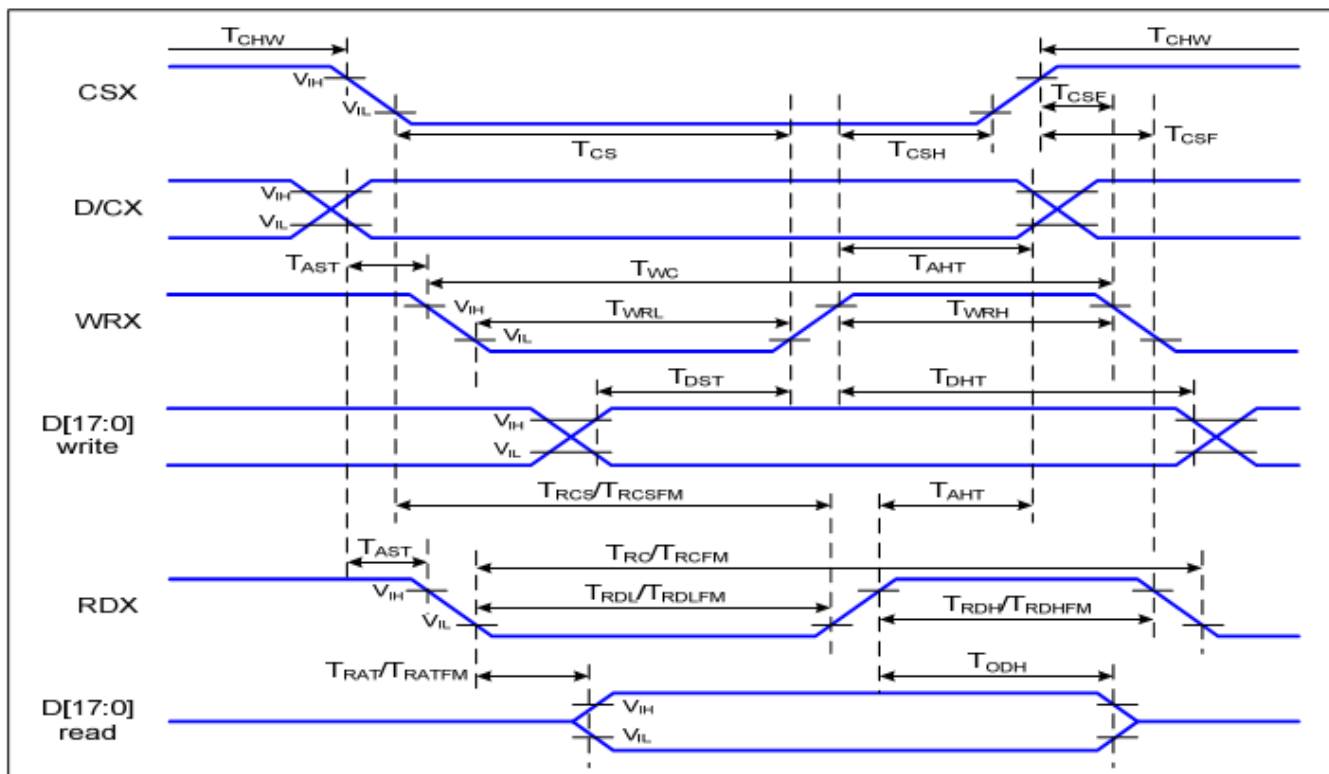 TCHW TCHW
VIH
CSX TCSF
VIL
TCSF
TCS TCSH
VIH
D/CX
VIL
TAST TWC TAHT
VIH
WRX TWRL TWRH
VIL
TDST TDHT
D[17:0] VIH
write VIL
TRCS/TRCSFM TAHT
TAST TRC/TRCFM
VIH
RDX TRDL/TRDLFM TRDH/TRDHFM
VIL
TRAT/TRATFM TODH
D[17:0] VIH
read VIL